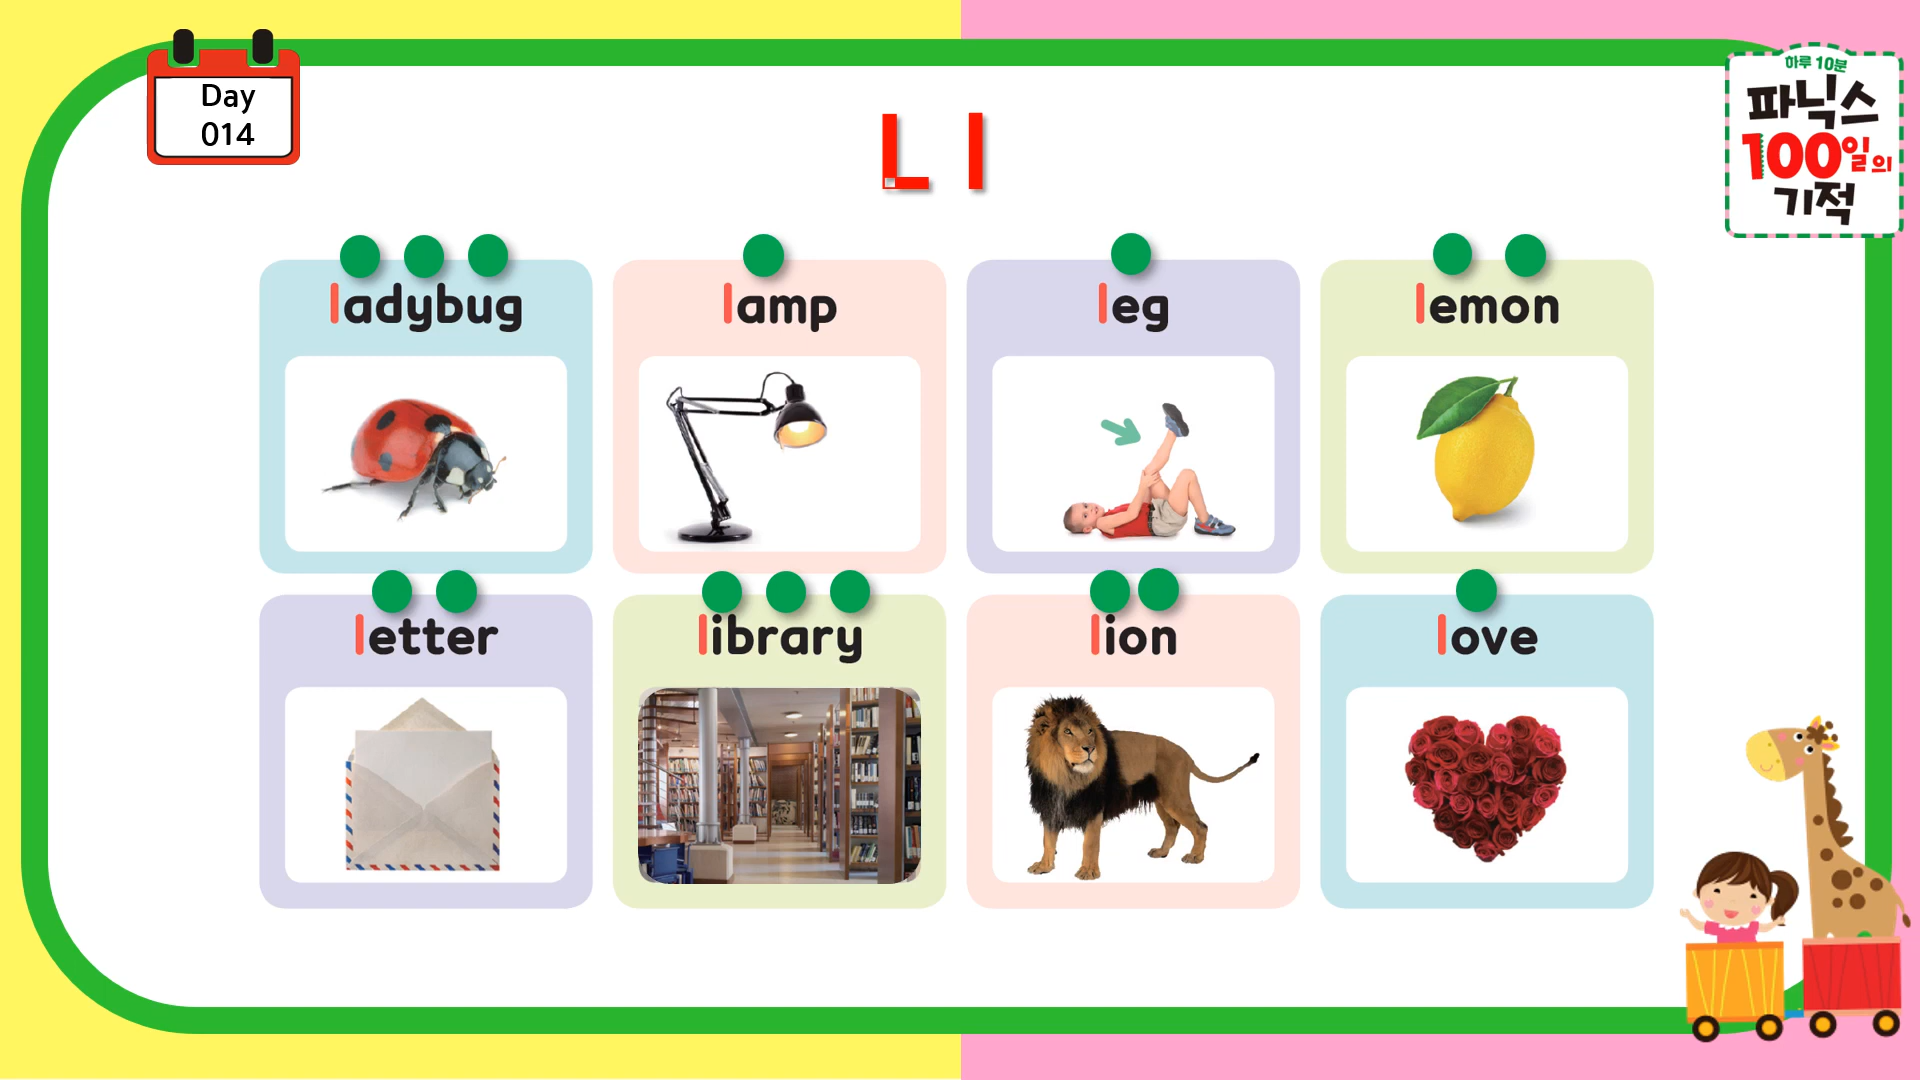 Day
014
L l
하루 10분
파닉스
100일의
기적
ladybug
lamp
leg
lemon
letter
library
lion
love